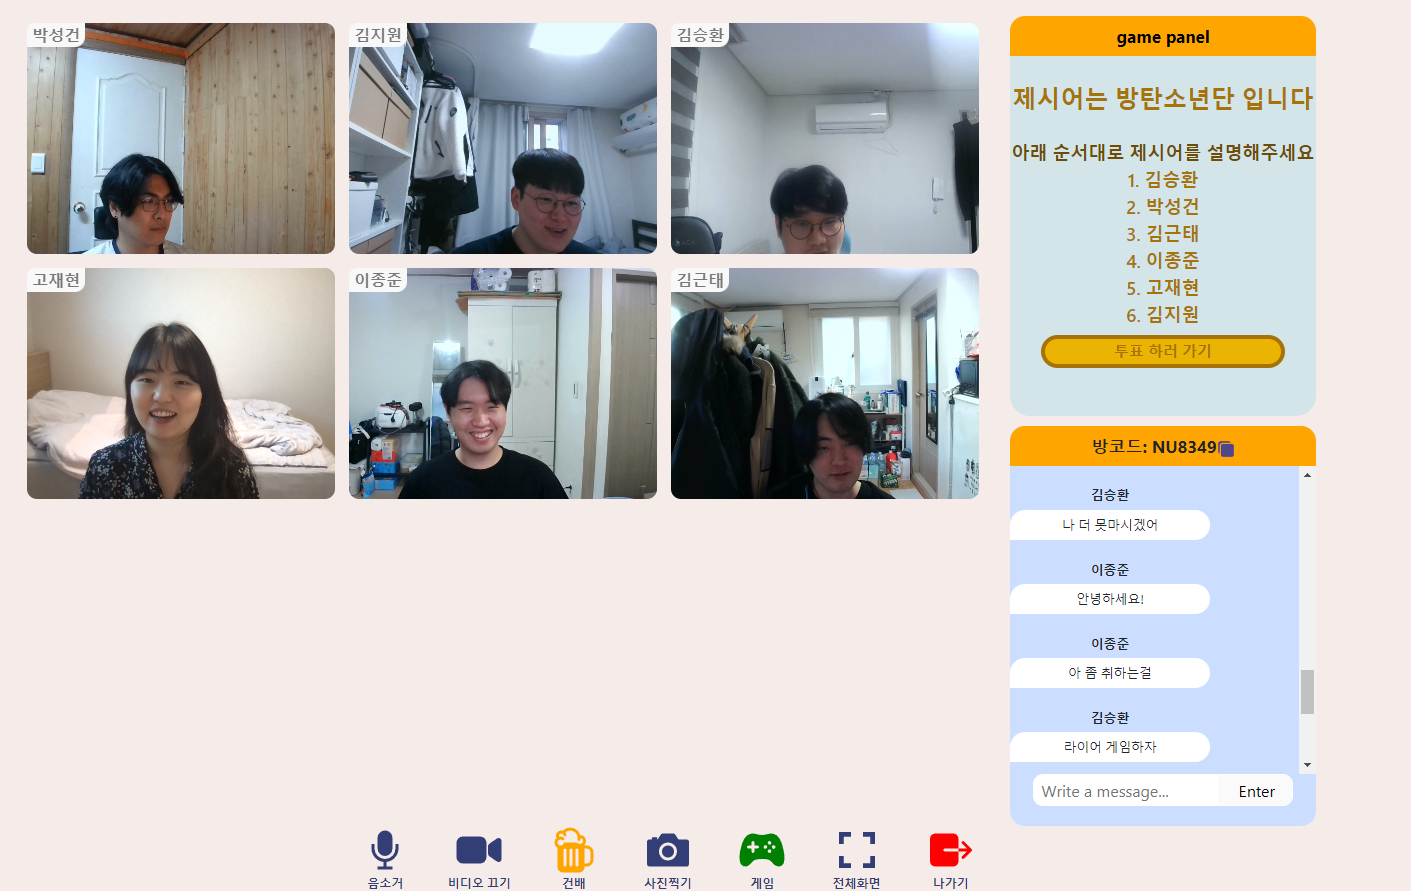 박성건
김지원
김승환
고재현
이종준
김근태
game panel
제시어는 방탄소년단 입니다
아래 순서대로 제시어를 설명해주세요
1. 김승환
2. 박성건
3. 김근태
4. 이종준
5. 고재현
6. 김지원
투표 하러 가기
방코드: NU8349
김승환
나 더 못마시겠어
이종준
안녕하세요!
이종준
아 좀 취하는걸
김승환
라이어 게임하자
Write a message...
Enter
음소거
비디오 끄기
건배
사진찍기
게임
전체화면
나가기